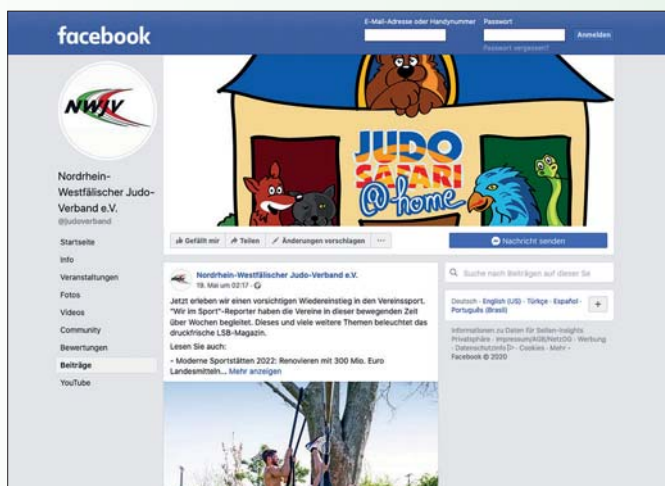 facebook
E-Mail-Adresse oder Handynummer
Passwort
Anmelden
Passwort vergessen?
NWJV
Nordrhein-
Westfälischer Judo-
Verband e.V.
@judoverband
Startseite
Info
Veranstaltungen
Fotos
Videos
Community
Bewertungen
Beiträge
YouTube
JUDO
SAFARI
@home
Gefällt mir
Teilen
Änderungen vorschlagen
Nachricht senden
Nordrhein-Westfälischer Judo-Verband e.V.
19. Mai um 02:17 ·
Jetzt erleben wir einen vorsichtigen Wiedereinstieg in den Vereinssport.
"Wir im Sport"-Reporter haben die Vereine in dieser bewegenden Zeit
über Wochen begleitet. Dieses und viele weitere Themen beleuchtet das
druckfrische LSB-Magazin.
Lesen Sie auch:
- Moderne Sportstätten 2022: Renovieren mit 300 Mio. Euro
Landesmitteln... Mehr anzeigen
Suche nach Beiträgen auf dieser Se
Deutsch · English (US) · Türkçe · Español ·
Português (Brasil)
Informationen zu Daten für Seiten-Insights
Privatsphäre · Impressum/AGB/NetzDG · Werbung
· Datenschutzinfo · Cookies · Mehr
Facebook © 2020